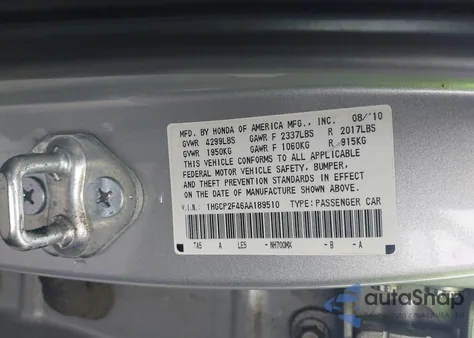 MFD. BY HONDA OF AMERICA MFG., INC. 08/10
GVWR 4299LBS GAWR F 2337LBS R 2017LBS
GVWR 1950KG GAWR F 1060KG R 915KG
THIS VEHICLE CONFORMS TO ALL APPLICABLE
FEDERAL MOTOR VEHICLE SAFETY, BUMPER,
AND THEFT PREVENTION STANDARDS IN EFFECT
ON THE DATE OF MANUFACTURE SHOWN ABOVE.
V.I.N.: 1HGCP2F46AA189510 TYPE: PASSENGER CAR
TA5 A LE5 - NH700MX - B - A
autaShap